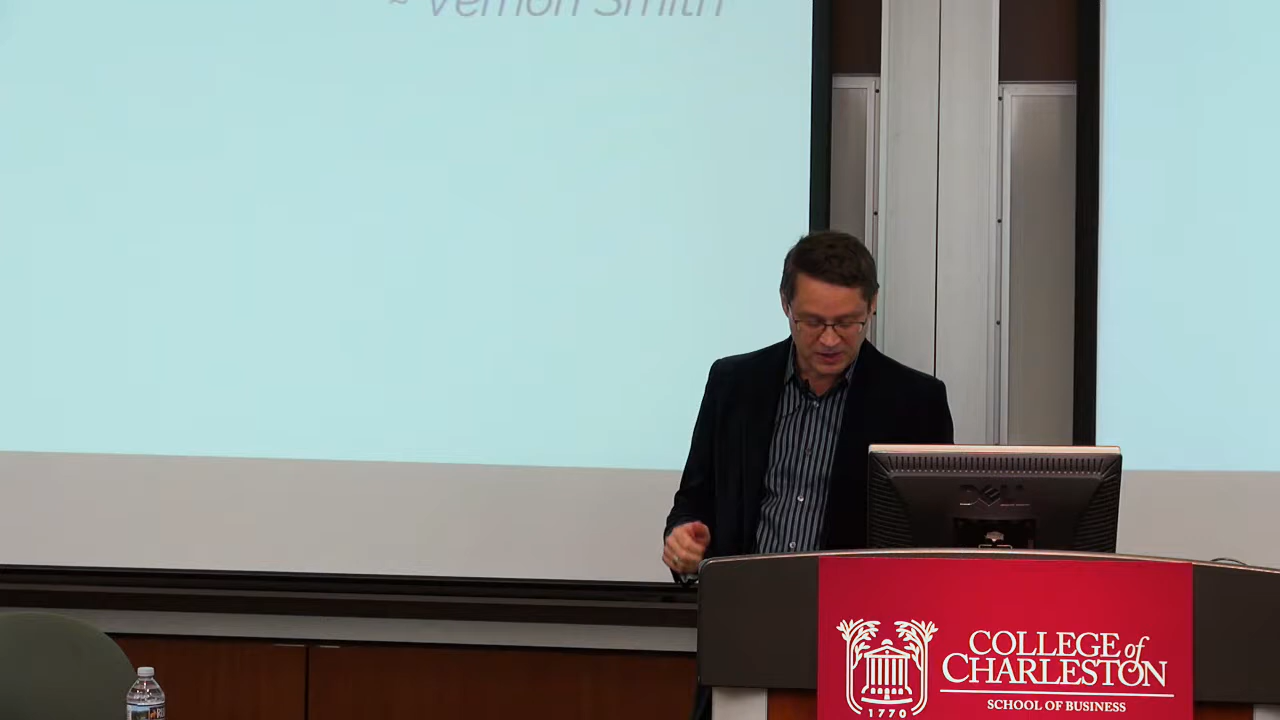 ~ Vernon Smith
DELL
COLLEGE of
CHARLESTON
1770
SCHOOL OF BUSINESS